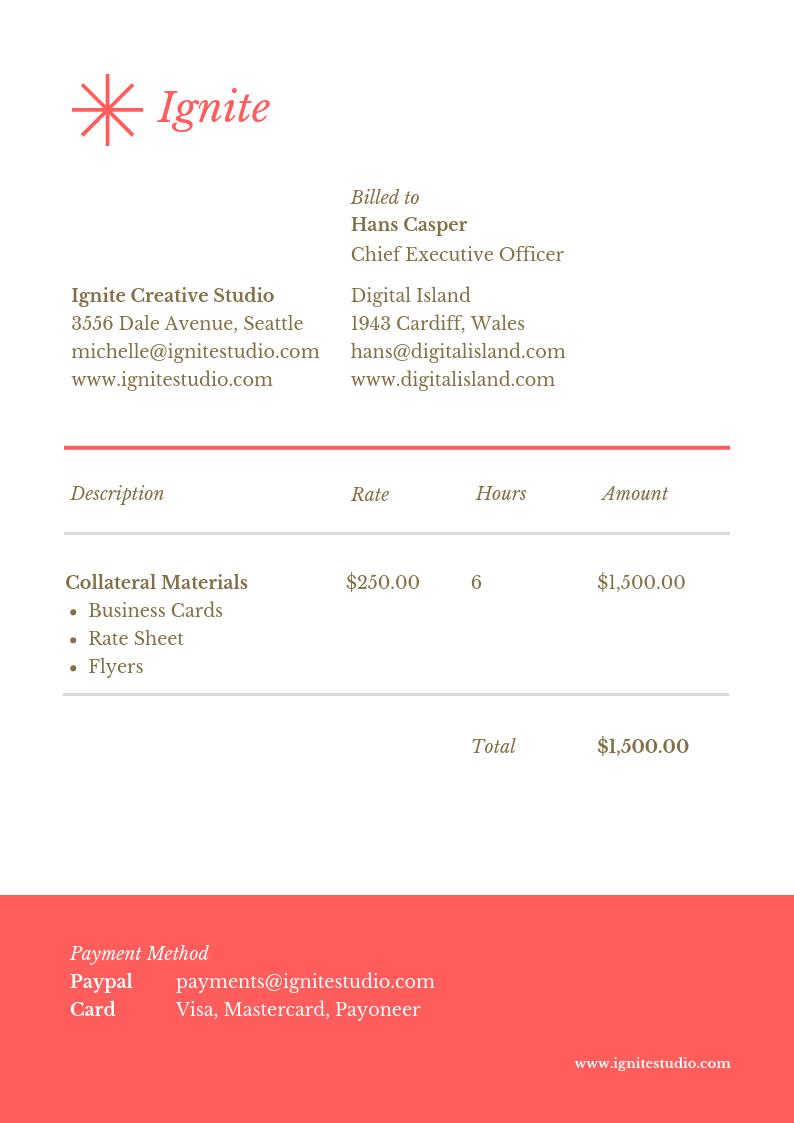 Ignite
Billed to
Hans Casper
Chief Executive Officer
Ignite Creative Studio
3556 Dale Avenue, Seattle
michelle@ignitestudio.com
www.ignitestudio.com
Digital Island
1943 Cardiff, Wales
hans@digitalisland.com
www.digitalisland.com
Description Rate Hours Amount
Collateral Materials $250.00 6 $1,500.00
• Business Cards
• Rate Sheet
• Flyers
Total $1,500.00
Payment Method
Paypal payments@ignitestudio.com
Card Visa, Mastercard, Payoneer
www.ignitestudio.com